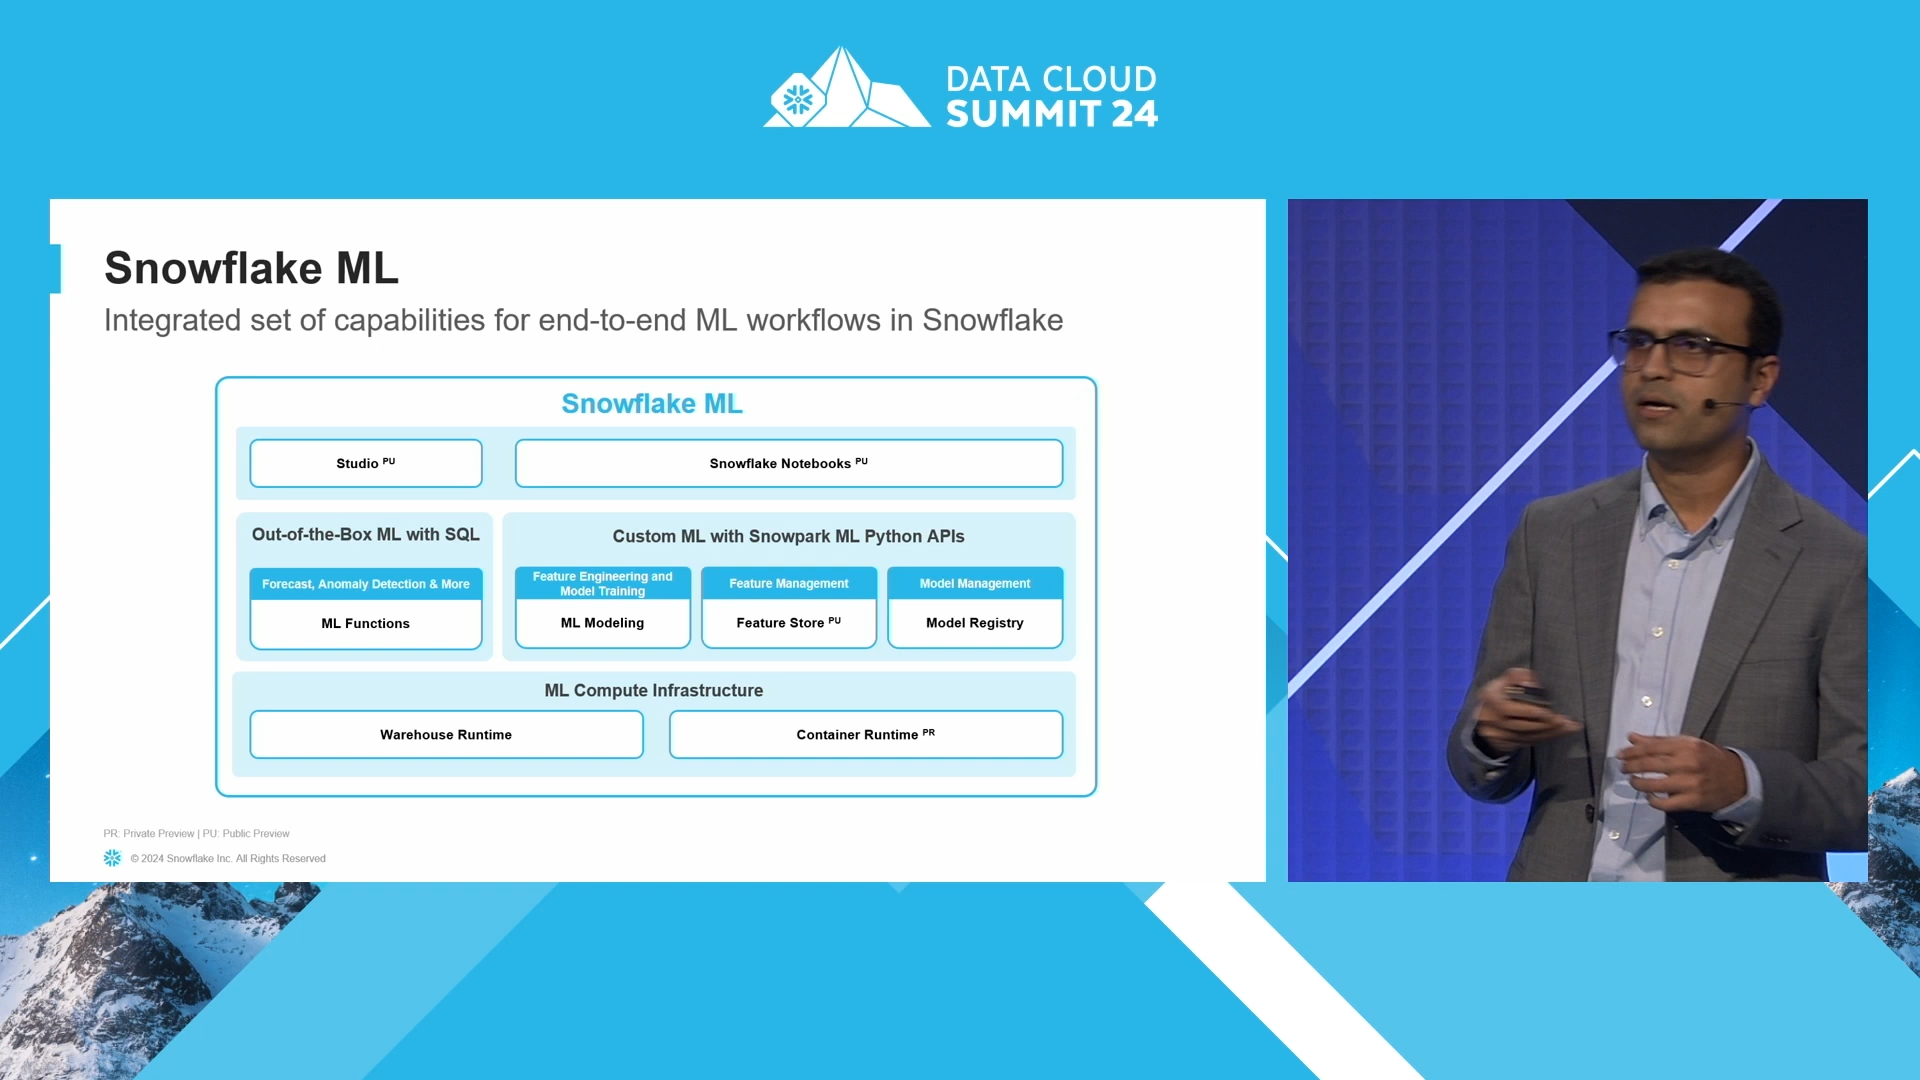 DATA CLOUD
SUMMIT 24
Snowflake ML
Integrated set of capabilities for end-to-end ML workflows in Snowflake
Snowflake ML
Studio PU
Snowflake Notebooks PU
Out-of-the-Box ML with SQL
Forecast, Anomaly Detection & More
ML Functions
Custom ML with Snowpark ML Python APIs
Feature Engineering and
Model Training
ML Modeling
Feature Management
Feature Store PU
Model Management
Model Registry
ML Compute Infrastructure
Warehouse Runtime
Container Runtime PR
PR: Private Preview | PU: Public Preview
© 2024 Snowflake Inc. All Rights Reserved